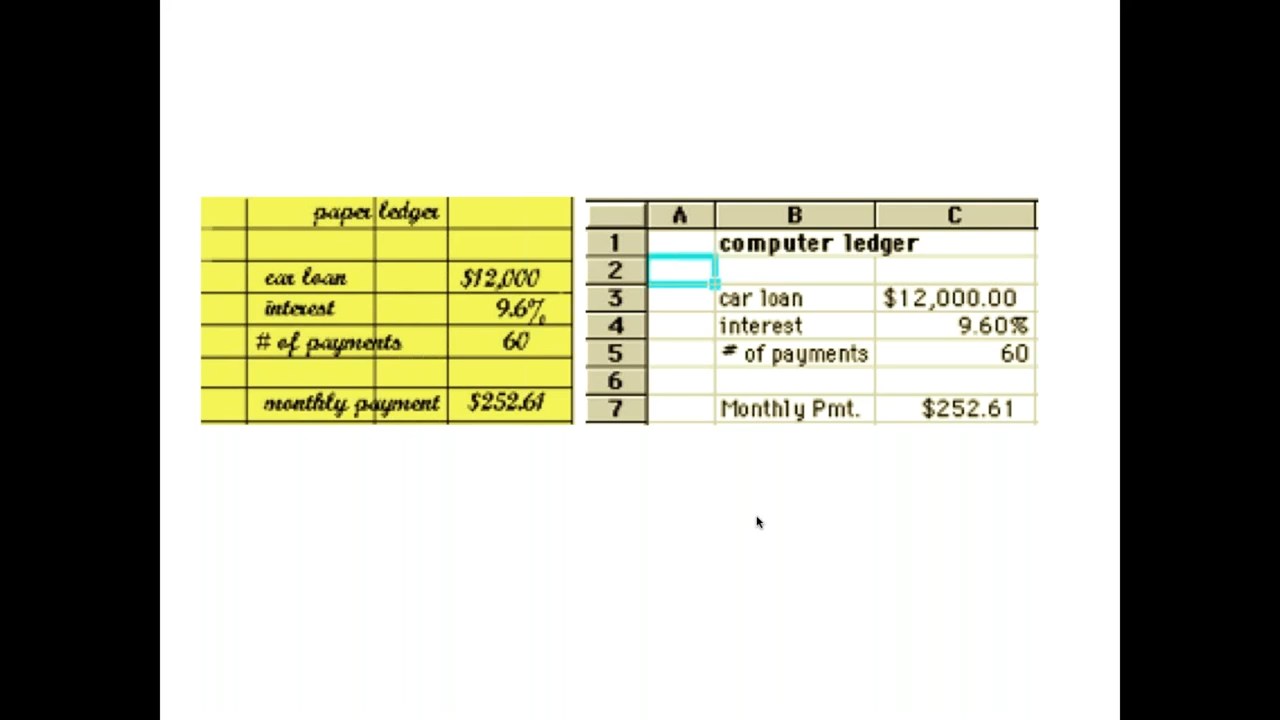 paper ledger
car loan $12,000
interest 9.6%
# of payments 60
monthly payment $252.61
A B C
1 computer ledger
2
3 car loan $12,000.00
4 interest 9.60%
5 # of payments 60
6
7 Monthly Pmt. $252.61